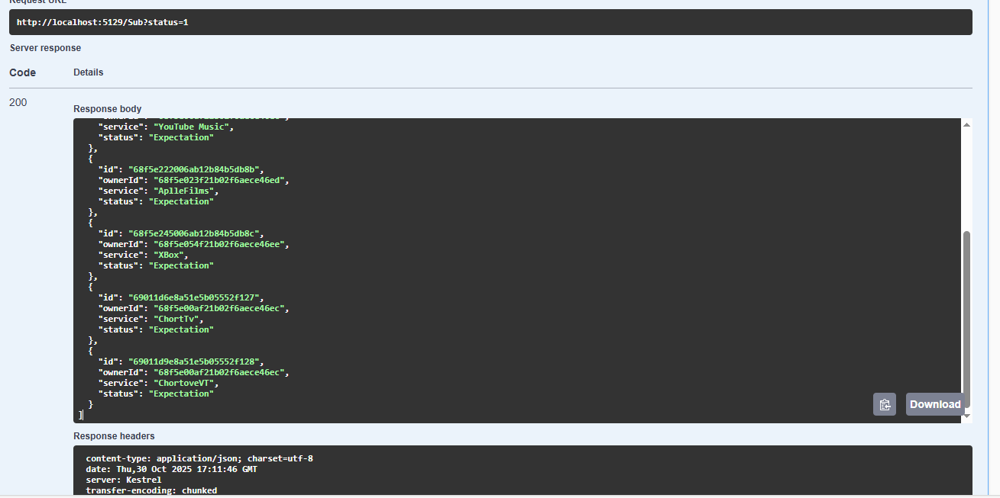 Request URL
http://localhost:5129/Sub?status=1
Server response
Code Details
200
Response body
"service": "YouTube Music",
"status": "Expectation"
},
{
"id": "68f5e222006ab12b84b5db8b",
"ownerId": "68f5e023f21b02f6aece46ed",
"service": "AplleFilms",
"status": "Expectation"
},
{
"id": "68f5e245006ab12b84b5db8c",
"ownerId": "68f5e054f21b02f6aece46ee",
"service": "XBox",
"status": "Expectation"
},
{
"id": "69011d6e8a51e5b05552f127",
"ownerId": "68f5e00af21b02f6aece46ec",
"service": "ChortTv",
"status": "Expectation"
},
{
"id": "69011d9e8a51e5b05552f128",
"ownerId": "68f5e00af21b02f6aece46ec",
"service": "ChortoveVT",
"status": "Expectation"
}
]
Download
Response headers
content-type: application/json; charset=utf-8
date: Thu,30 Oct 2025 17:11:46 GMT
server: Kestrel
transfer-encoding: chunked